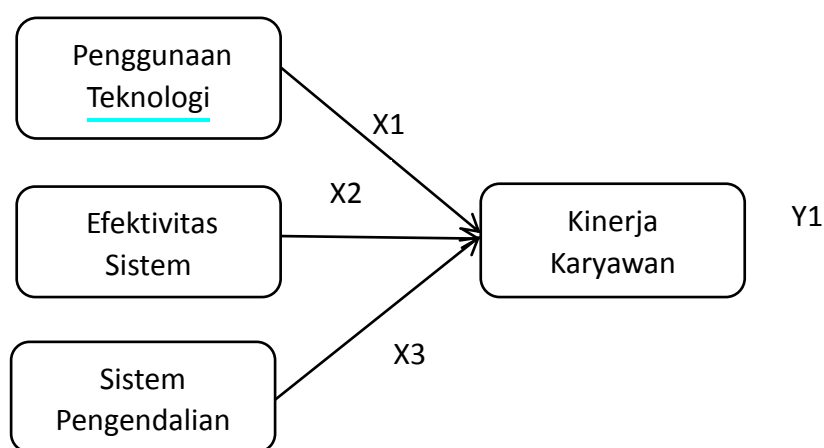 Penggunaan
Teknologi
X1
X2
Efektivitas
Sistem
Kinerja
Karyawan
Y1
X3
Sistem
Pengendalian